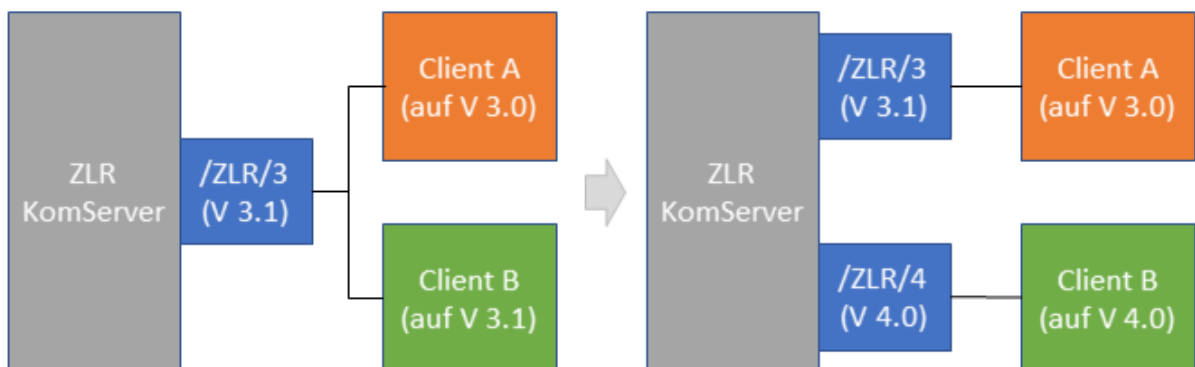 ZLR
KomServer
/ZLR/3
(V 3.1)
Client A
(auf V 3.0)
Client B
(auf V 3.1)
ZLR
KomServer
/ZLR/3
(V 3.1)
Client A
(auf V 3.0)
/ZLR/4
(V 4.0)
Client B
(auf V 4.0)